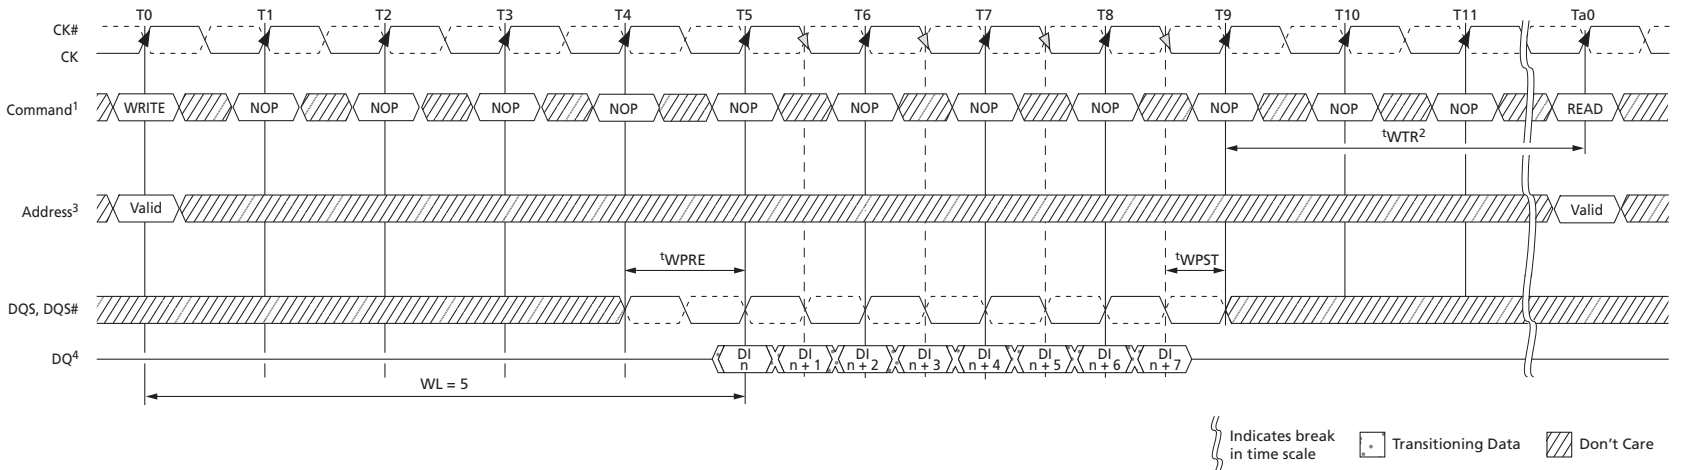 T0 T1 T2 T3 T4 T5 T6 T7 T8 T9 T10 T11 Ta0
CK#
CK
Command1 WRITE NOP NOP NOP NOP NOP NOP NOP NOP NOP NOP NOP READ
tWTR2
Address3 Valid Valid
tWPRE tWPST
DQS, DQS#
DQ4 DI n DI n + 1 DI n + 2 DI n + 3 DI n + 4 DI n + 5 DI n + 6 DI n + 7
WL = 5
Indicates break
in time scale
Transitioning Data
Don't Care